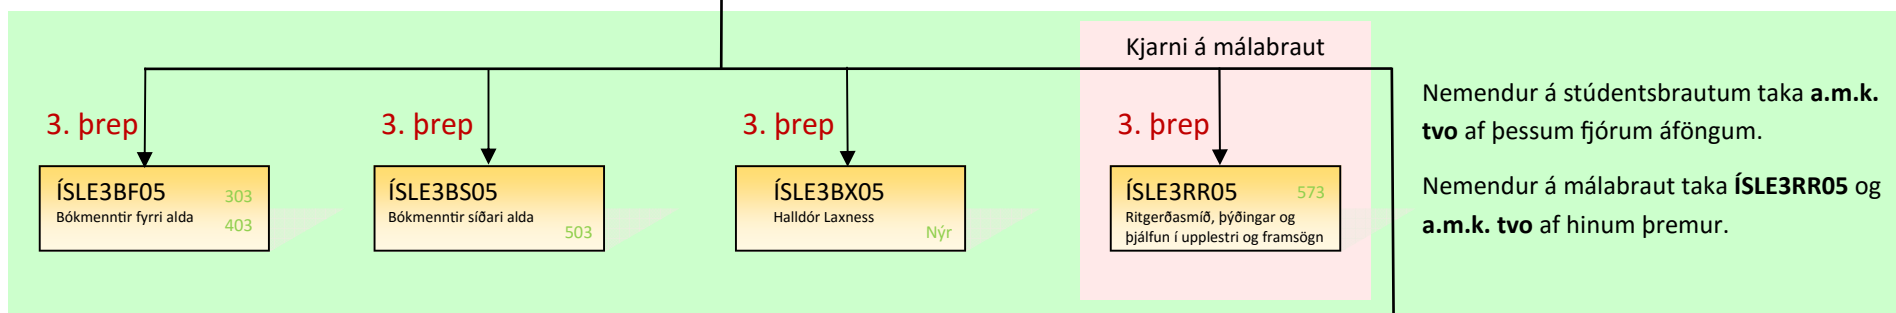 Kjarni á málabraut
3. þrep
3. þrep
3. þrep
3. þrep
ÍSLE3BF05 303
Bókmenntir fyrri alda
403
ÍSLE3BS05
Bókmenntir síðari alda
503
ÍSLE3BX05
Halldór Laxness
Nýr
ÍSLE3RR05 573
Ritgerðasmíð, þýðingar og
þjálfun í upplestri og framsögn
Nemendur á stúdentsbrautum taka a.m.k.
tvo af þessum fjórum áföngum.
Nemendur á málabraut taka ÍSLE3RR05 og
a.m.k. tvo af hinum þremur.